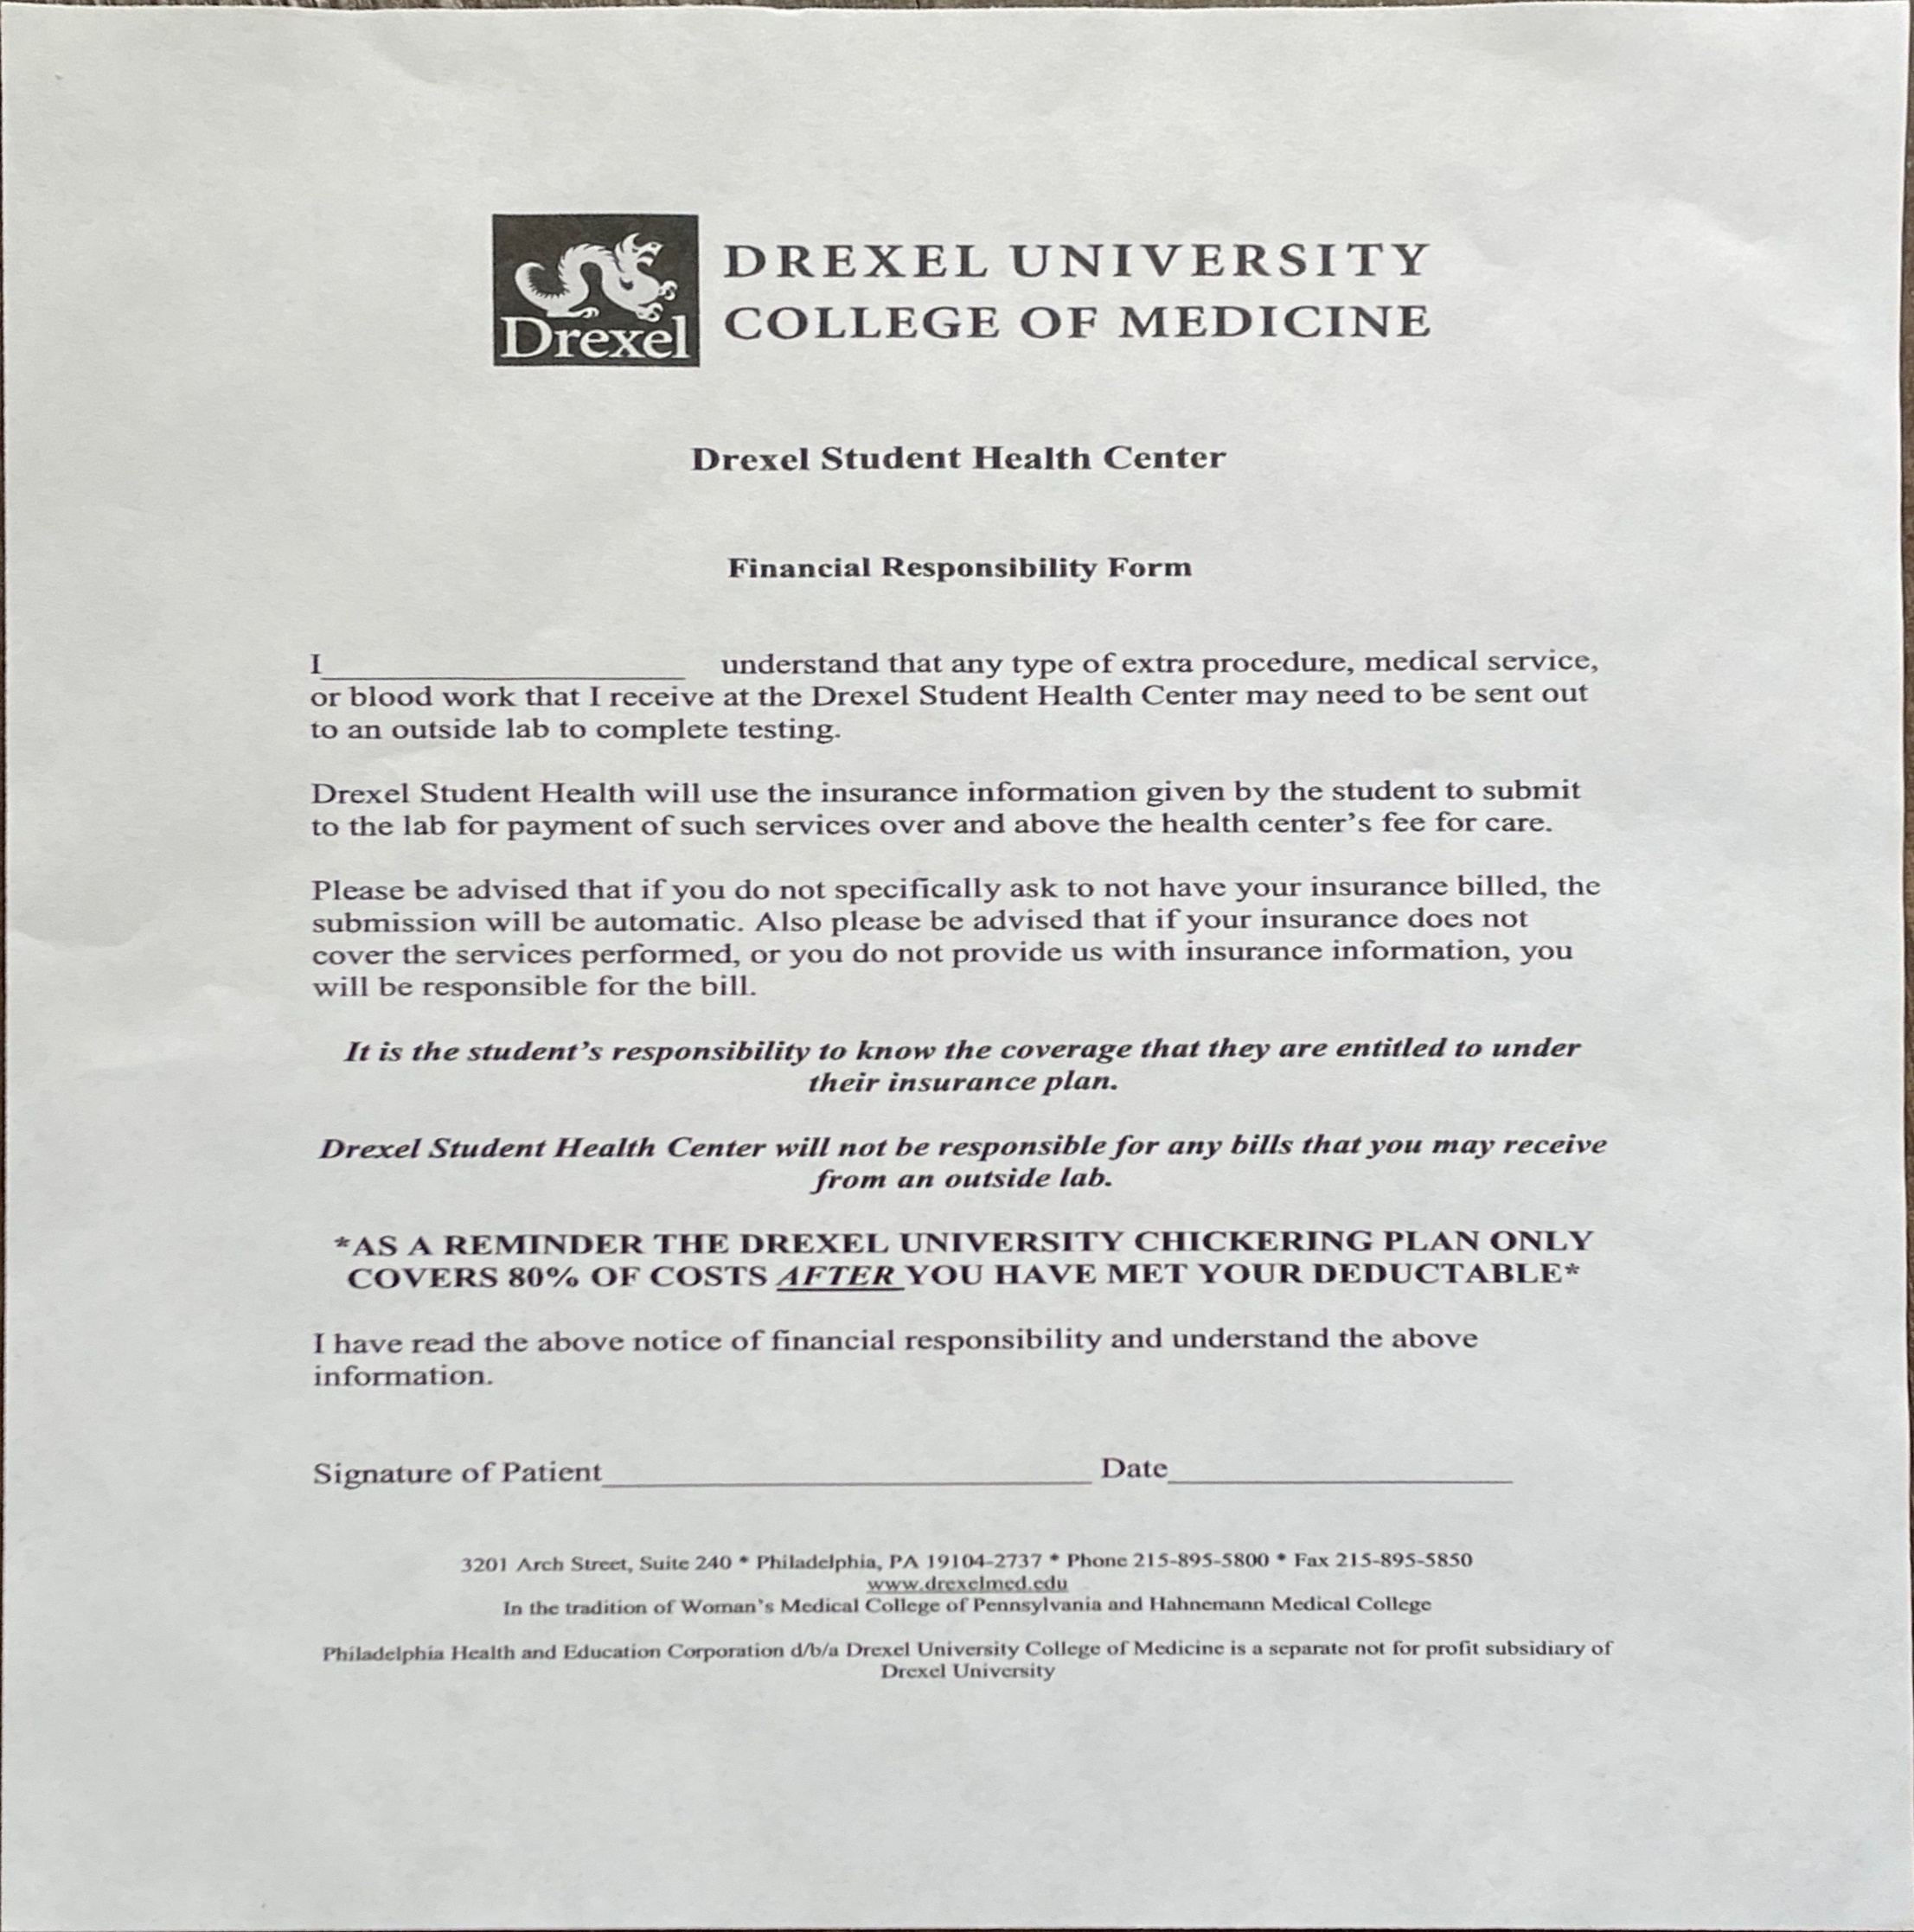 Drexel
DREXEL UNIVERSITY
COLLEGE OF MEDICINE
Drexel Student Health Center
Financial Responsibility Form
I____________________ understand that any type of extra procedure, medical service,
or blood work that I receive at the Drexel Student Health Center may need to be sent out
to an outside lab to complete testing.
Drexel Student Health will use the insurance information given by the student to submit
to the lab for payment of such services over and above the health center’s fee for care.
Please be advised that if you do not specifically ask to not have your insurance billed, the
submission will be automatic. Also please be advised that if your insurance does not
cover the services performed, or you do not provide us with insurance information, you
will be responsible for the bill.
It is the student’s responsibility to know the coverage that they are entitled to under
their insurance plan.
Drexel Student Health Center will not be responsible for any bills that you may receive
from an outside lab.
*AS A REMINDER THE DREXEL UNIVERSITY CHICKERING PLAN ONLY
COVERS 80% OF COSTS AFTER YOU HAVE MET YOUR DEDUCTABLE*
I have read the above notice of financial responsibility and understand the above
information.
Signature of Patient____________________ Date____________________
3201 Arch Street, Suite 240 * Philadelphia, PA 19104-2737 * Phone 215-895-5800 * Fax 215-895-5850
www.drexelmed.edu
In the tradition of Woman’s Medical College of Pennsylvania and Hahnemann Medical College
Philadelphia Health and Education Corporation d/b/a Drexel University College of Medicine is a separate not for profit subsidiary of
Drexel University